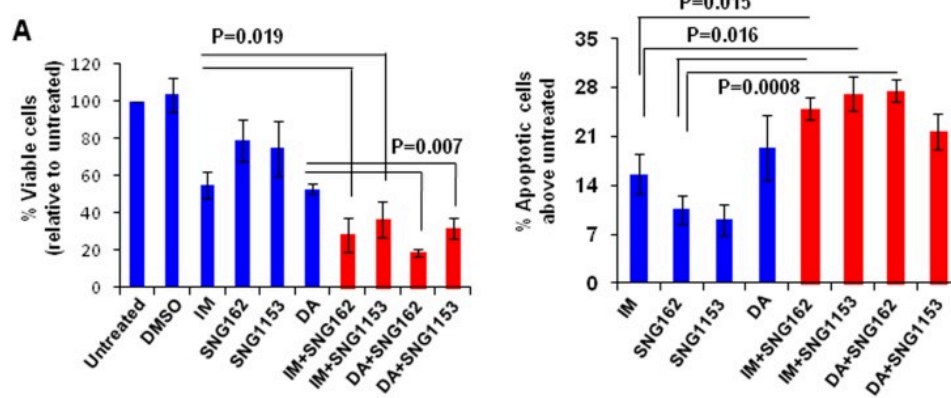 A
P=0.019
P=0.007
% Viable cells
(relative to untreated)
120
100
80
60
40
20
0
Untreated
DMSO
IM
SNG162
SNG1153
DA
IM+SNG162
IM+SNG1153
DA+SNG162
DA+SNG1153
P=0.015
P=0.016
P=0.0008
% Apoptotic cells
above untreated
35
28
21
14
7
0
IM
SNG162
SNG1153
DA
IM+SNG162
IM+SNG1153
DA+SNG162
DA+SNG1153